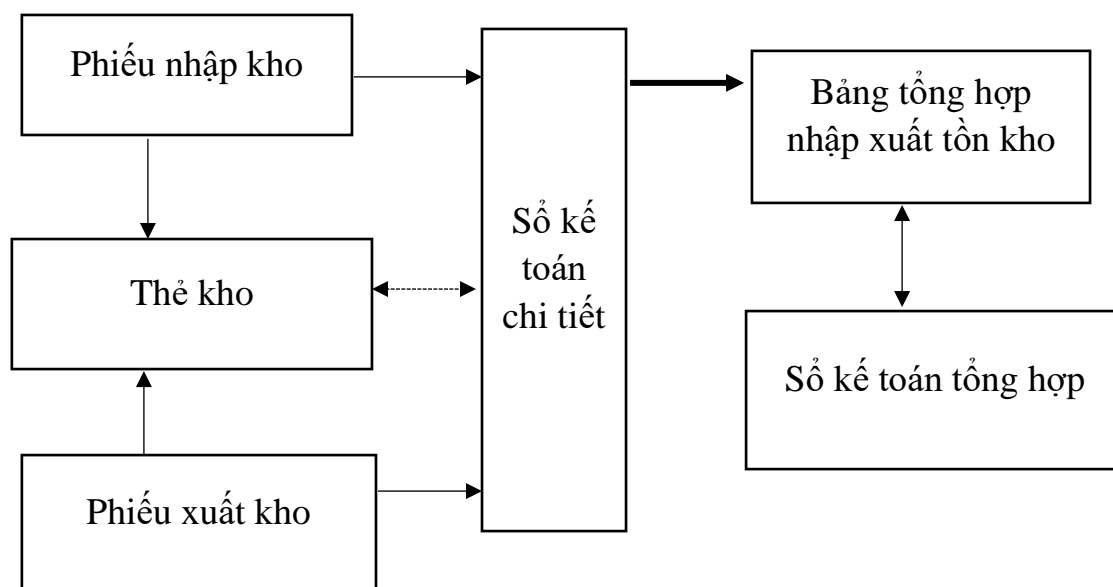 Phiếu nhập kho
Thẻ kho
Phiếu xuất kho
Sổ kế
toán
chi tiết
Bảng tổng hợp
nhập xuất tồn kho
Sổ kế toán tổng hợp